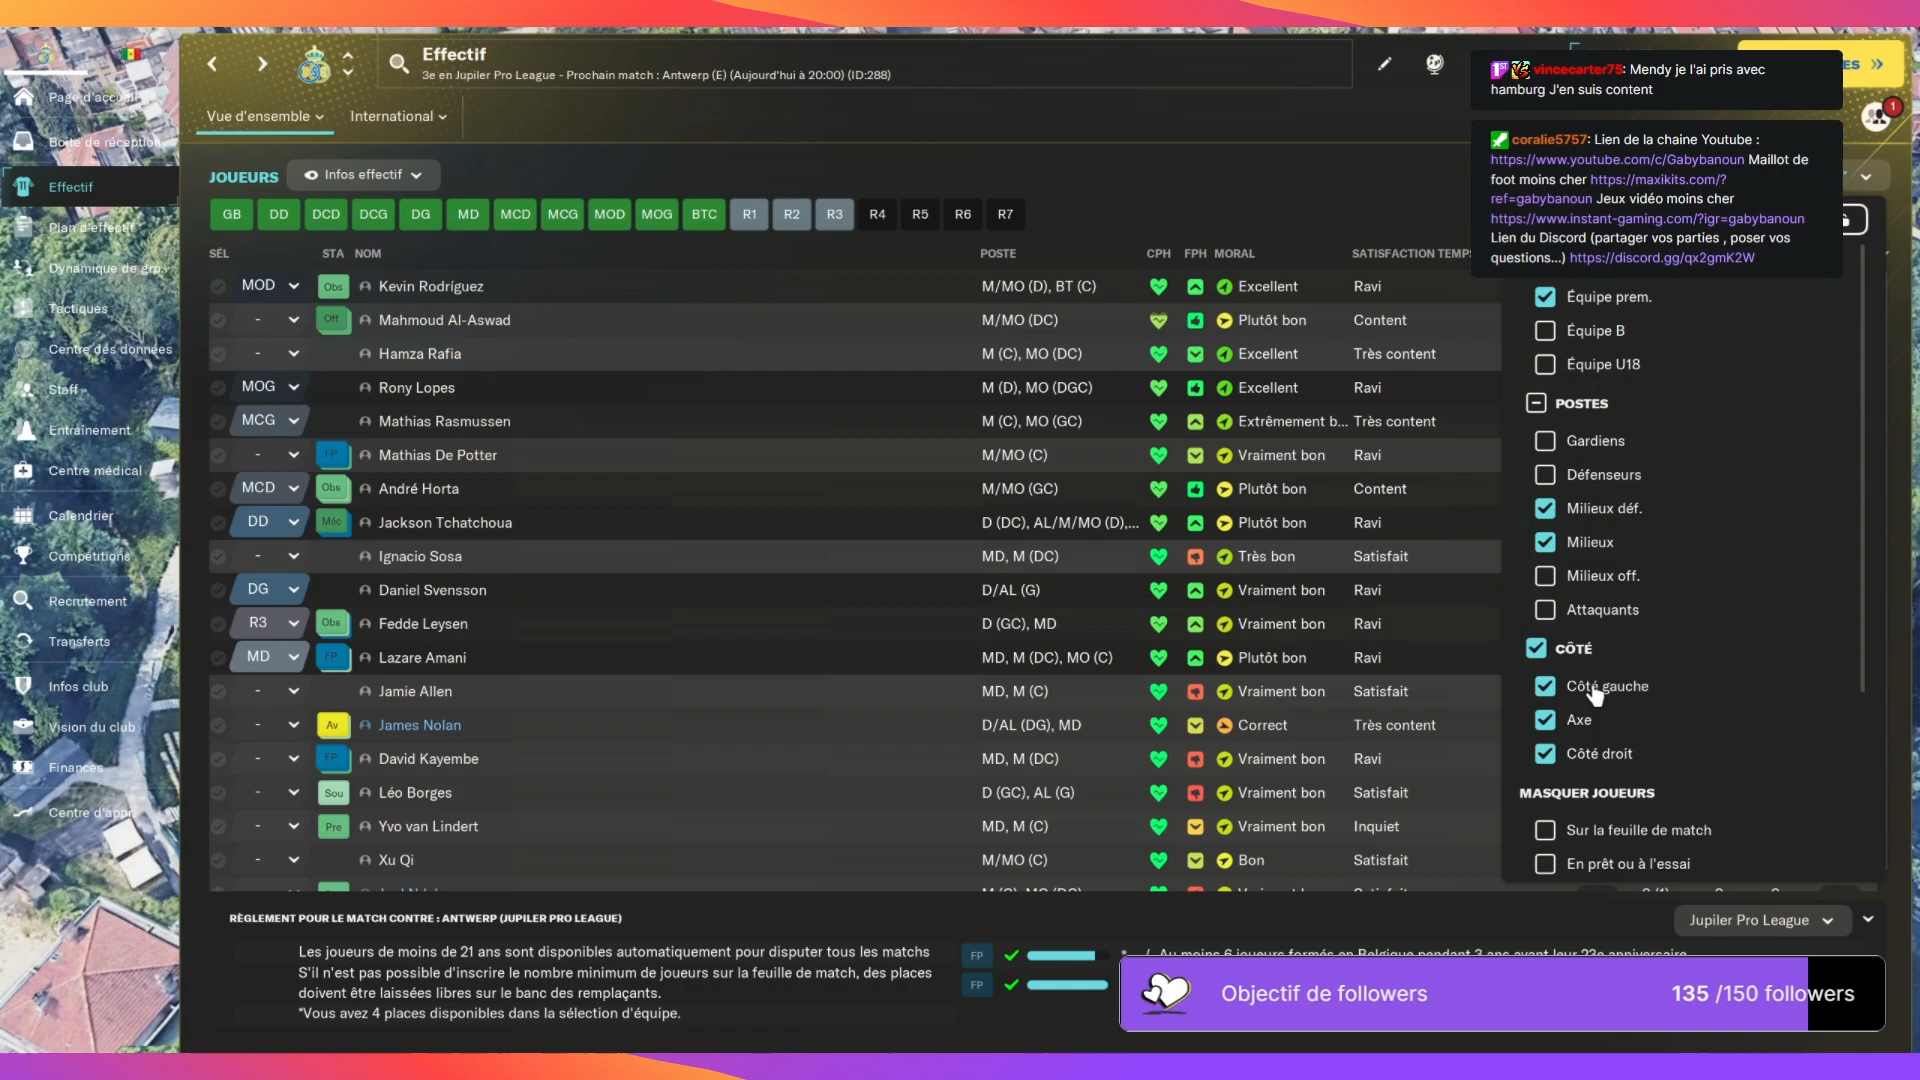 Effectif
3e en Jupiler Pro League - Prochain match : Antwerp (E) (Aujourd'hui à 20:00) (ID:288)
ES
vincecarter75: Mendy je l'ai pris avec
hamburg J'en suis content
1
coralie5757: Lien de la chaine Youtube :
https://www.youtube.com/c/Gabybanoun Maillot de
foot moins cher https://maxikits.com/?
ref=gabybanoun Jeux vidéo moins cher
https://www.instant-gaming.com/?igr=gabybanoun
Lien du Discord (partager vos parties , poser vos
questions...) https://discord.gg/qx2gmK2W
Page d'accueil
Boîte de réception
Effectif
Plan d'effectif
Dynamique de grp.
Tactiques
Centre des données
Staff
Entraînement
Centre médical
Calendrier
Compétitions
Recrutement
Transferts
Infos club
Vision du club
Finances
Centre d'appr
Vue d'ensemble
International
JOUEURS
Infos effectif
GB DD DCD DCG DG MD MCD MCG MOD MOG BTC R1 R2 R3 R4 R5 R6 R7
SÉL STA NOM POSTE CPH FPH MORAL SATISFACTION TEMPS
MOD Obs Kevin Rodríguez M/MO (D), BT (C) Excellent Ravi
- Off Mahmoud Al-Aswad M/MO (DC) Plutôt bon Content
- Hamza Rafia M (C), MO (DC) Excellent Très content
MOG Rony Lopes M (D), MO (DGC) Excellent Ravi
MCG Mathias Rasmussen M (C), MO (GC) Extrêmement b... Très content
- FP Mathias De Potter M/MO (C) Vraiment bon Ravi
MCD Obs André Horta M/MO (GC) Plutôt bon Content
DD Méc Jackson Tchatchoua D (DC), AL/M/MO (D),... Plutôt bon Ravi
- Ignacio Sosa MD, M (DC) Très bon Satisfait
DG Daniel Svensson D/AL (G) Vraiment bon Ravi
R3 Obs Fedde Leysen D (GC), MD Vraiment bon Ravi
MD FP Lazare Amani MD, M (DC), MO (C) Plutôt bon Ravi
- Jamie Allen MD, M (C) Vraiment bon Satisfait
- Av James Nolan D/AL (DG), MD Correct Très content
- FP David Kayembe MD, M (DC) Vraiment bon Ravi
- Sou Léo Borges D (GC), AL (G) Vraiment bon Satisfait
- Pre Yvo van Lindert MD, M (C) Vraiment bon Inquiet
- Xu Qi M/MO (C) Bon Satisfait
Équipe prem.
Équipe B
Équipe U18
POSTES
Gardiens
Défenseurs
Milieux déf.
Milieux
Milieux off.
Attaquants
CÔTÉ
Côté gauche
Axe
Côté droit
MASQUER JOUEURS
Sur la feuille de match
En prêt ou à l'essai
RÈGLEMENT POUR LE MATCH CONTRE : ANTWERP (JUPILER PRO LEAGUE)
Jupiler Pro League
Les joueurs de moins de 21 ans sont disponibles automatiquement pour disputer tous les matchs
S'il n'est pas possible d'inscrire le nombre minimum de joueurs sur la feuille de match, des places
doivent être laissées libres sur le banc des remplaçants.
*Vous avez 4 places disponibles dans la sélection d'équipe.
FP
FP
Au moins 6 joueurs formés en Belgique pendant 3 ans avant leur 23e anniversaire
Objectif de followers 135 /150 followers